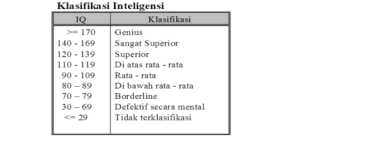 Klasifikasi Inteligensi
IQ Klasifikasi
>= 170 Genius
140 - 169 Sangat Superior
120 - 139 Superior
110 - 119 Di atas rata - rata
90 - 109 Rata - rata
80 – 89 Di bawah rata - rata
70 – 79 Borderline
30 – 69 Defektif secara mental
<= 29 Tidak terklasifikasi